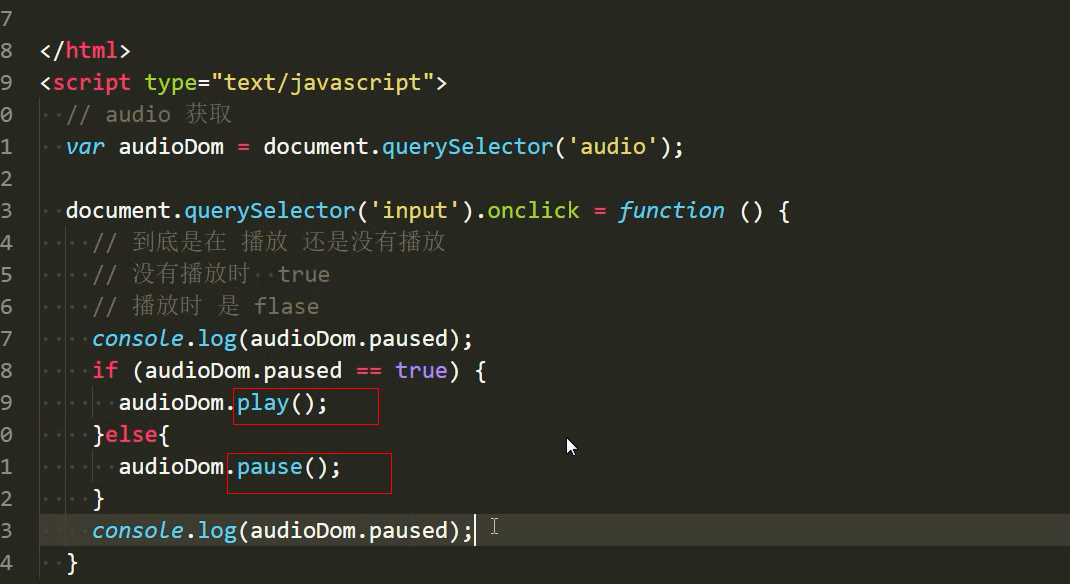 7
8 </html>
9 <script type="text/javascript">
0 // audio 获取
1 var audioDom = document.querySelector('audio');
2
3 document.querySelector('input').onclick = function () {
4 // 到底是在 播放 还是没有播放
5 // 没有播放时 true
6 // 播放时 是 flase
7 console.log(audioDom.paused);
8 if (audioDom.paused == true) {
9 audioDom.play();
0 }else{
1 audioDom.pause();
2 }
3 console.log(audioDom.paused);
4 }